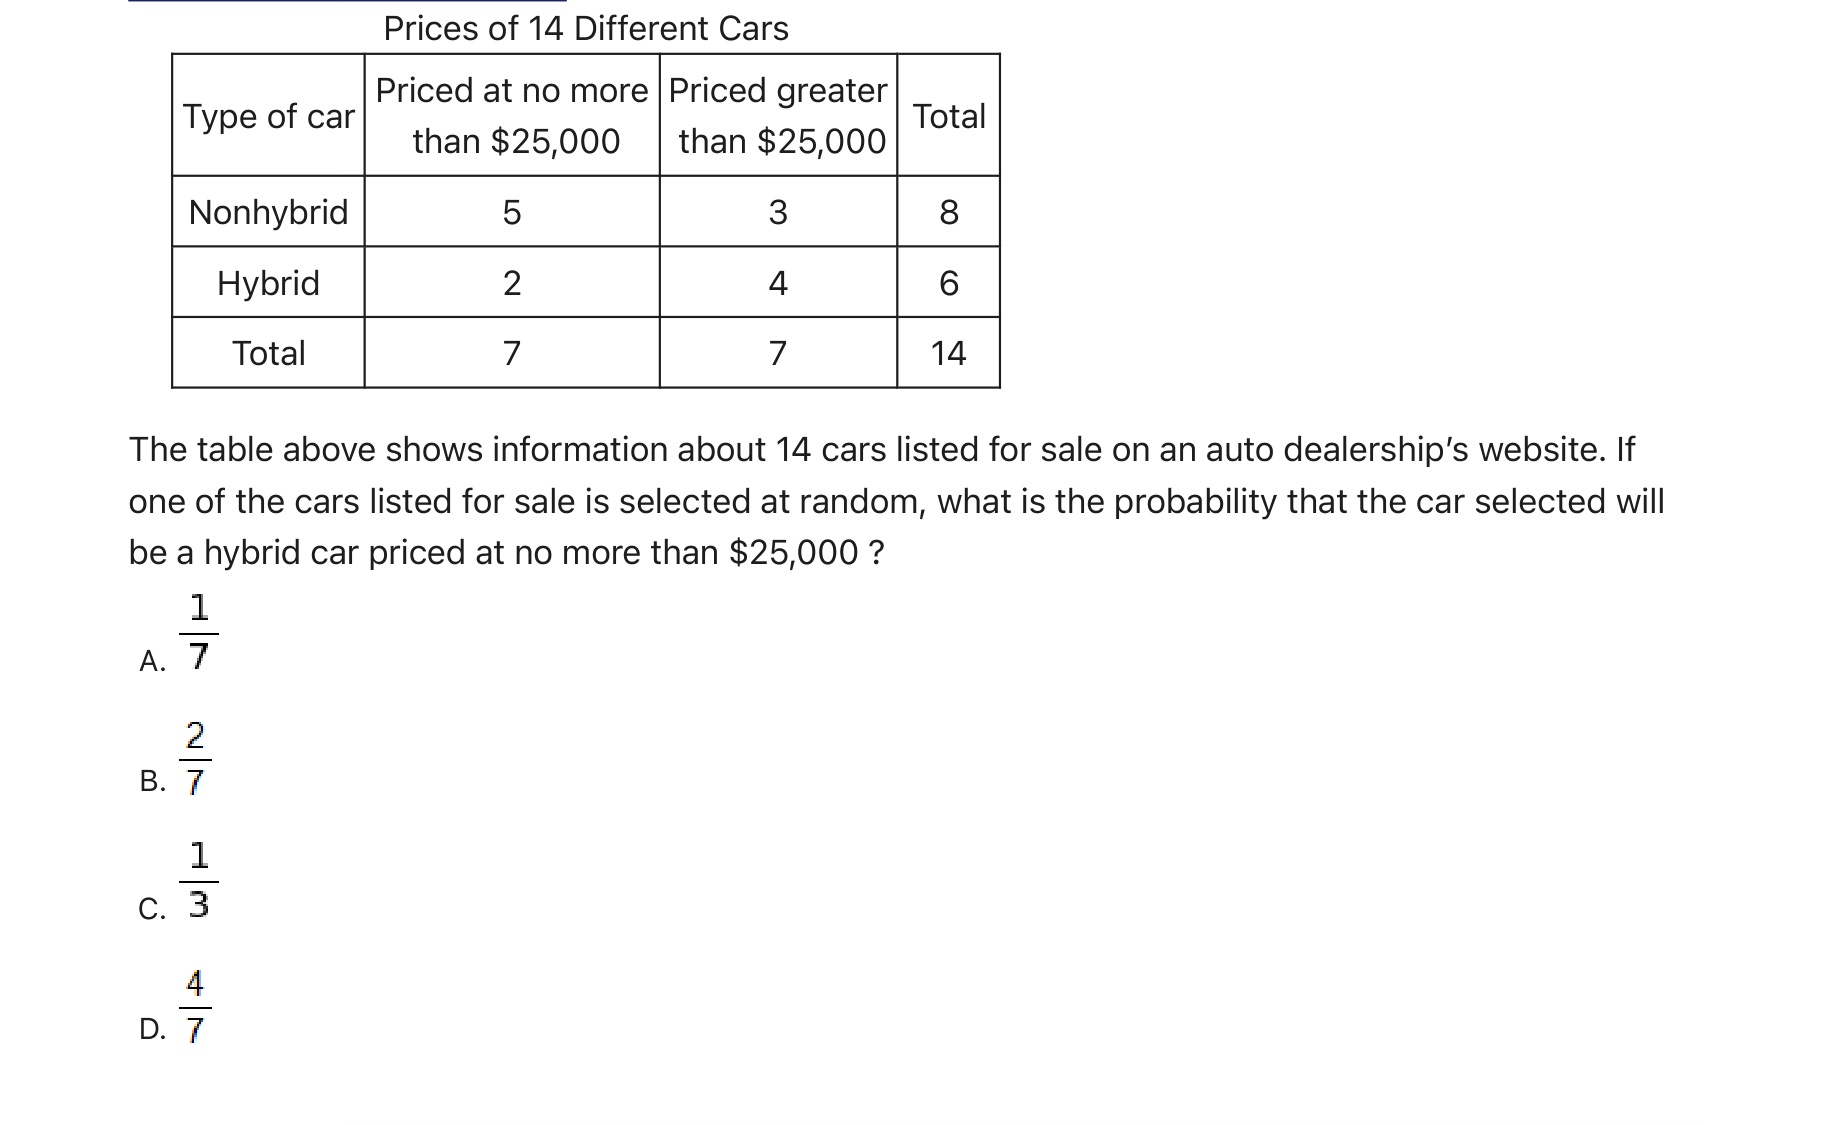 Prices of 14 Different Cars
Type of car | Priced at no more than $25,000 | Priced greater than $25,000 | Total
Nonhybrid | 5 | 3 | 8
Hybrid | 2 | 4 | 6
Total | 7 | 7 | 14
The table above shows information about 14 cars listed for sale on an auto dealership’s website. If
one of the cars listed for sale is selected at random, what is the probability that the car selected will
be a hybrid car priced at no more than $25,000 ?
A. 1/7
B. 2/7
C. 1/3
D. 4/7